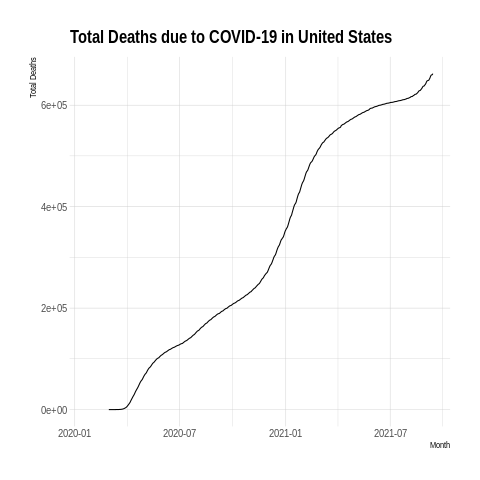 Total Deaths due to COVID-19 in United States
Total Deaths
6e+05
4e+05
2e+05
0e+00
2020-01
2020-07
2021-01
2021-07
Month